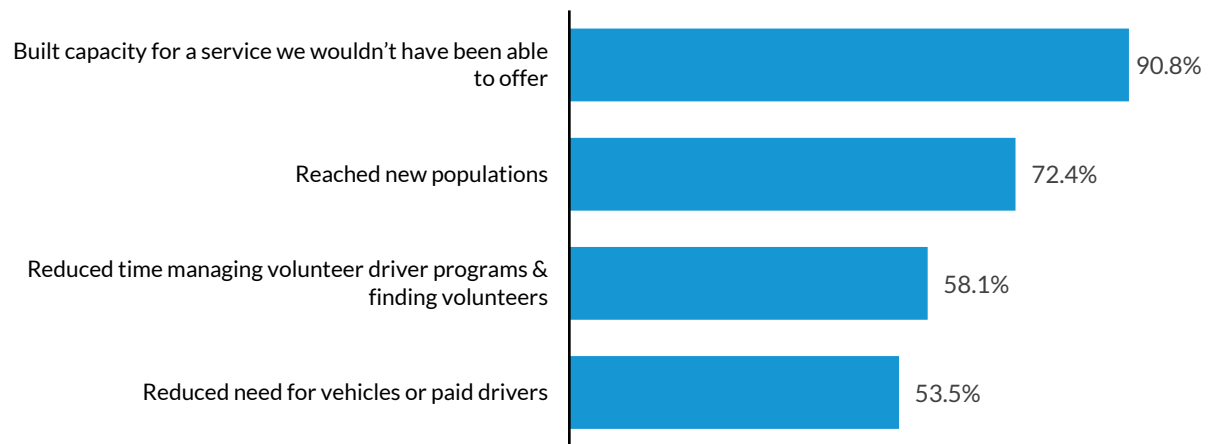 Built capacity for a service we wouldn’t have been able
to offer
90.8%
Reached new populations
72.4%
Reduced time managing volunteer driver programs &
finding volunteers
58.1%
Reduced need for vehicles or paid drivers
53.5%